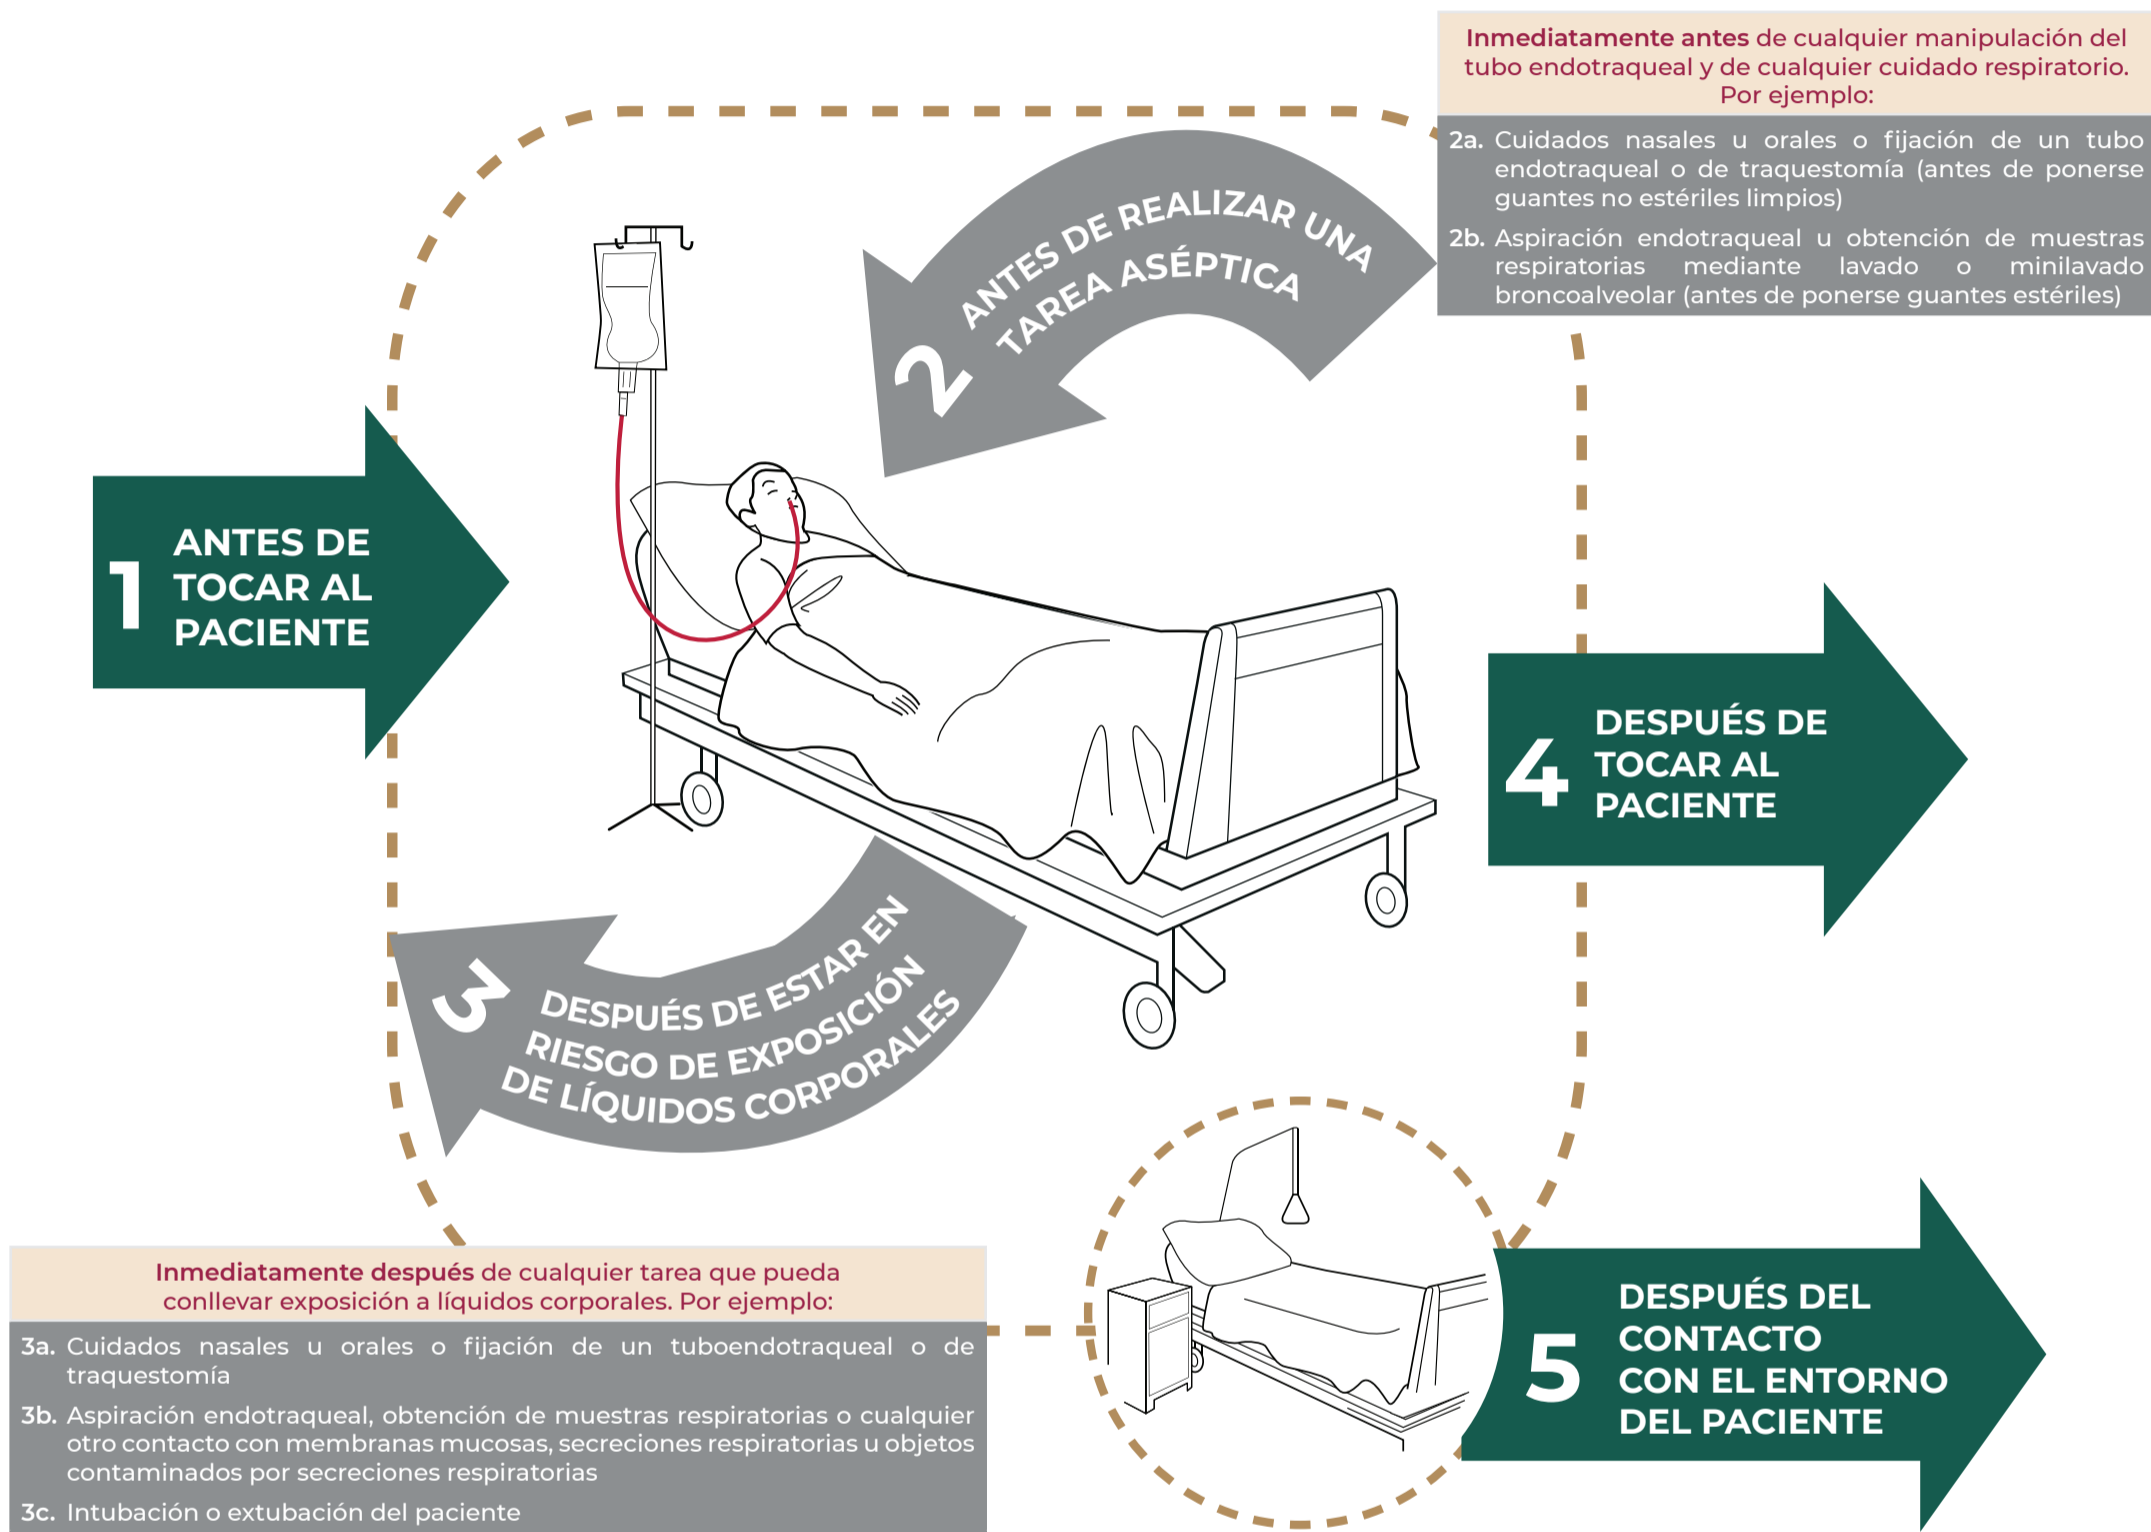 Inmediatamente antes de cualquier manipulación del
tubo endotraqueal y de cualquier cuidado respiratorio.
Por ejemplo:
2a. Cuidados nasales u orales o fijación de un tubo
endotraqueal o de traquestomía (antes de ponerse
guantes no estériles limpios)
2b. Aspiración endotraqueal u obtención de muestras
respiratorias mediante lavado o minilavado
broncoalveolar (antes de ponerse guantes estériles)
2
ANTES DE REALIZAR UNA
TAREA ASÉPTICA
1
ANTES DE
TOCAR AL
PACIENTE
4
DESPUÉS DE
TOCAR AL
PACIENTE
3
DESPUÉS DE ESTAR EN
RIESGO DE EXPOSICIÓN
DE LÍQUIDOS CORPORALES
Inmediatamente después de cualquier tarea que pueda
conllevar exposición a líquidos corporales. Por ejemplo:
3a. Cuidados nasales u orales o fijación de un tuboendotraqueal o de
traquestomía
3b. Aspiración endotraqueal, obtención de muestras respiratorias o cualquier
otro contacto con membranas mucosas, secreciones respiratorias u objetos
contaminados por secreciones respiratorias
3c. Intubación o extubación del paciente
5
DESPUÉS DEL
CONTACTO
CON EL ENTORNO
DEL PACIENTE